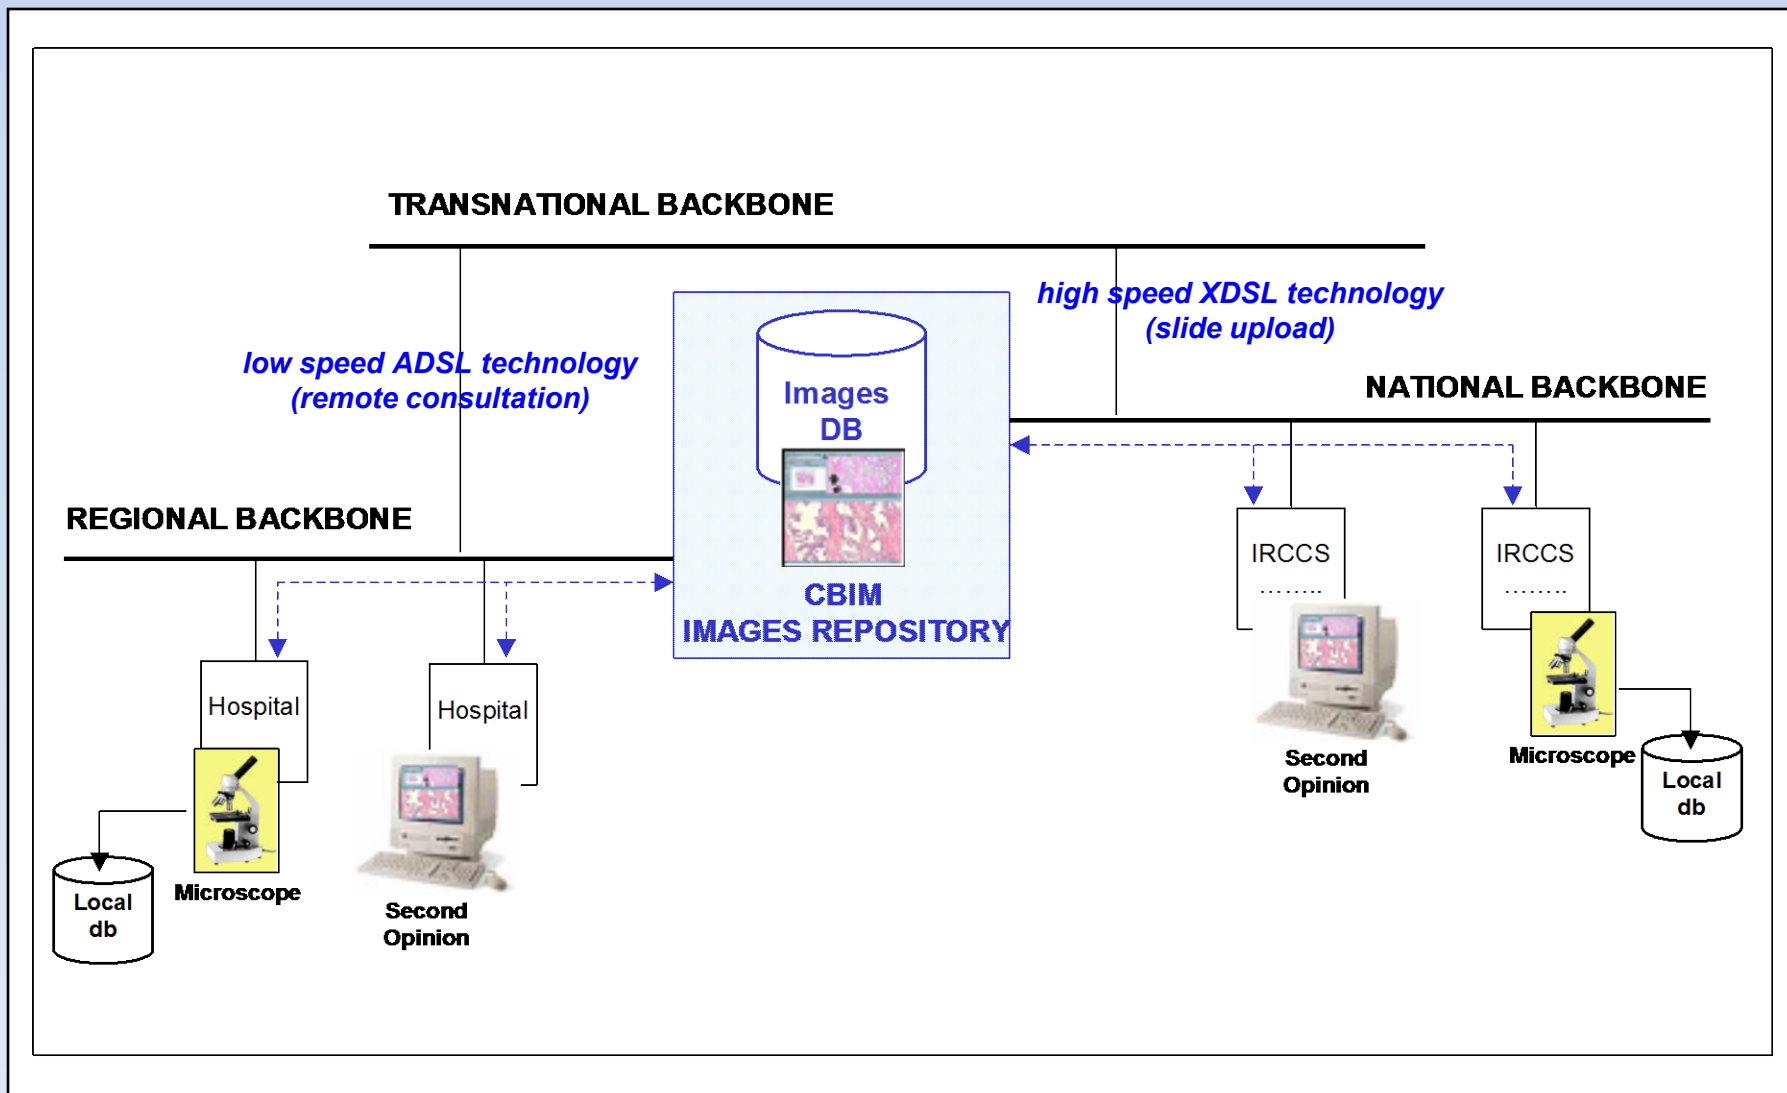 TRANSNATIONAL BACKBONE
high speed XDSL technology
(slide upload)
low speed ADSL technology
(remote consultation)
Images
DB
NATIONAL BACKBONE
REGIONAL BACKBONE
CBIM
IMAGES REPOSITORY
IRCCS
........
IRCCS
........
Hospital
Hospital
Second
Opinion
Microscope
Local
db
Microscope
Local
db
Second
Opinion